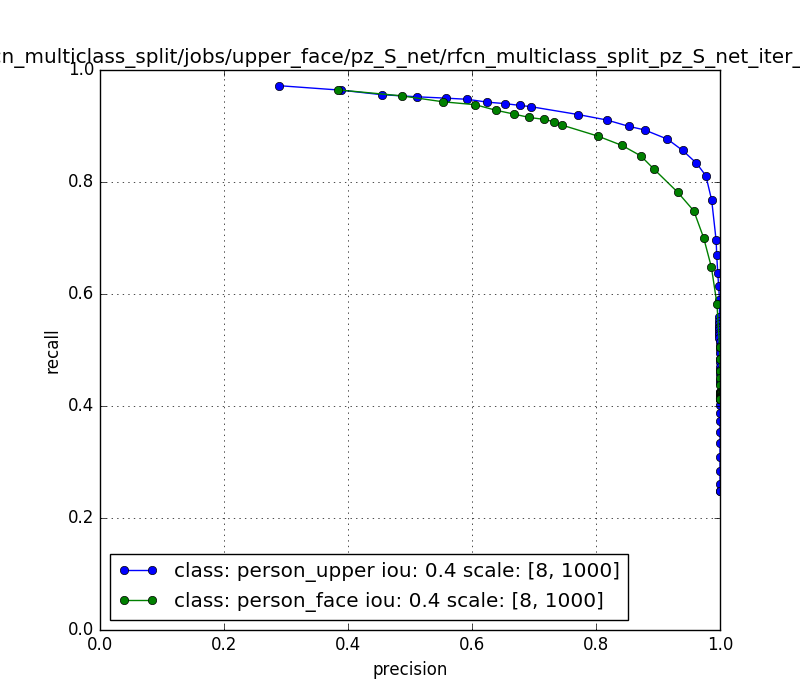 cn_multiclass_split/jobs/upper_face/pz_S_net/rfcn_multiclass_split_pz_S_net_iter_
1.0
0.8
0.6
0.4
0.2
0.0
recall
class: person_upper iou: 0.4 scale: [8, 1000]
class: person_face iou: 0.4 scale: [8, 1000]
0.0 0.2 0.4 0.6 0.8 1.0
precision